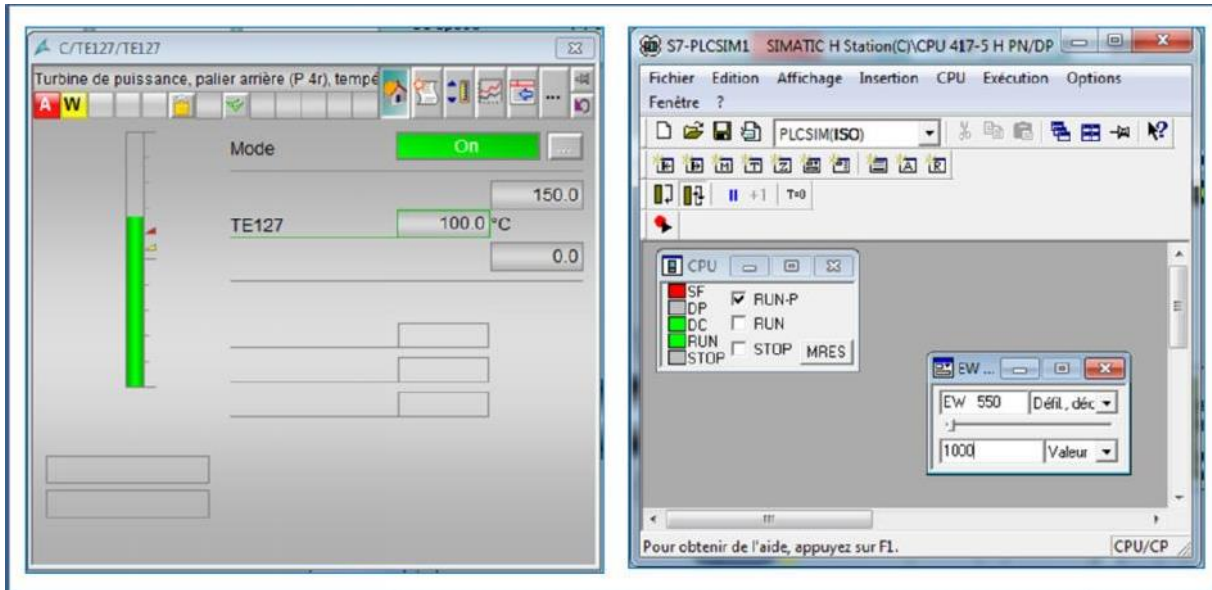 C/TE127/TE127
Turbine de puissance, palier arrière (P 4r), tempé
A W
...
Mode On ...
150.0
TE127 100.0 °C
0.0
S7-PLCSIM1 SIMATIC H Station(C)\CPU 417-5 H PN/DP
Fichier Edition Affichage Insertion CPU Exécution Options
Fenêtre ?
PLCSIM(ISO)
E A M T Z A R
+1 T=0
CPU
SF
DP
DC
RUN
STOP
RUN-P
RUN
STOP MRES
EW ...
EW 550 Défil., déc
1000 Valeur
Pour obtenir de l'aide, appuyez sur F1. CPU/CP